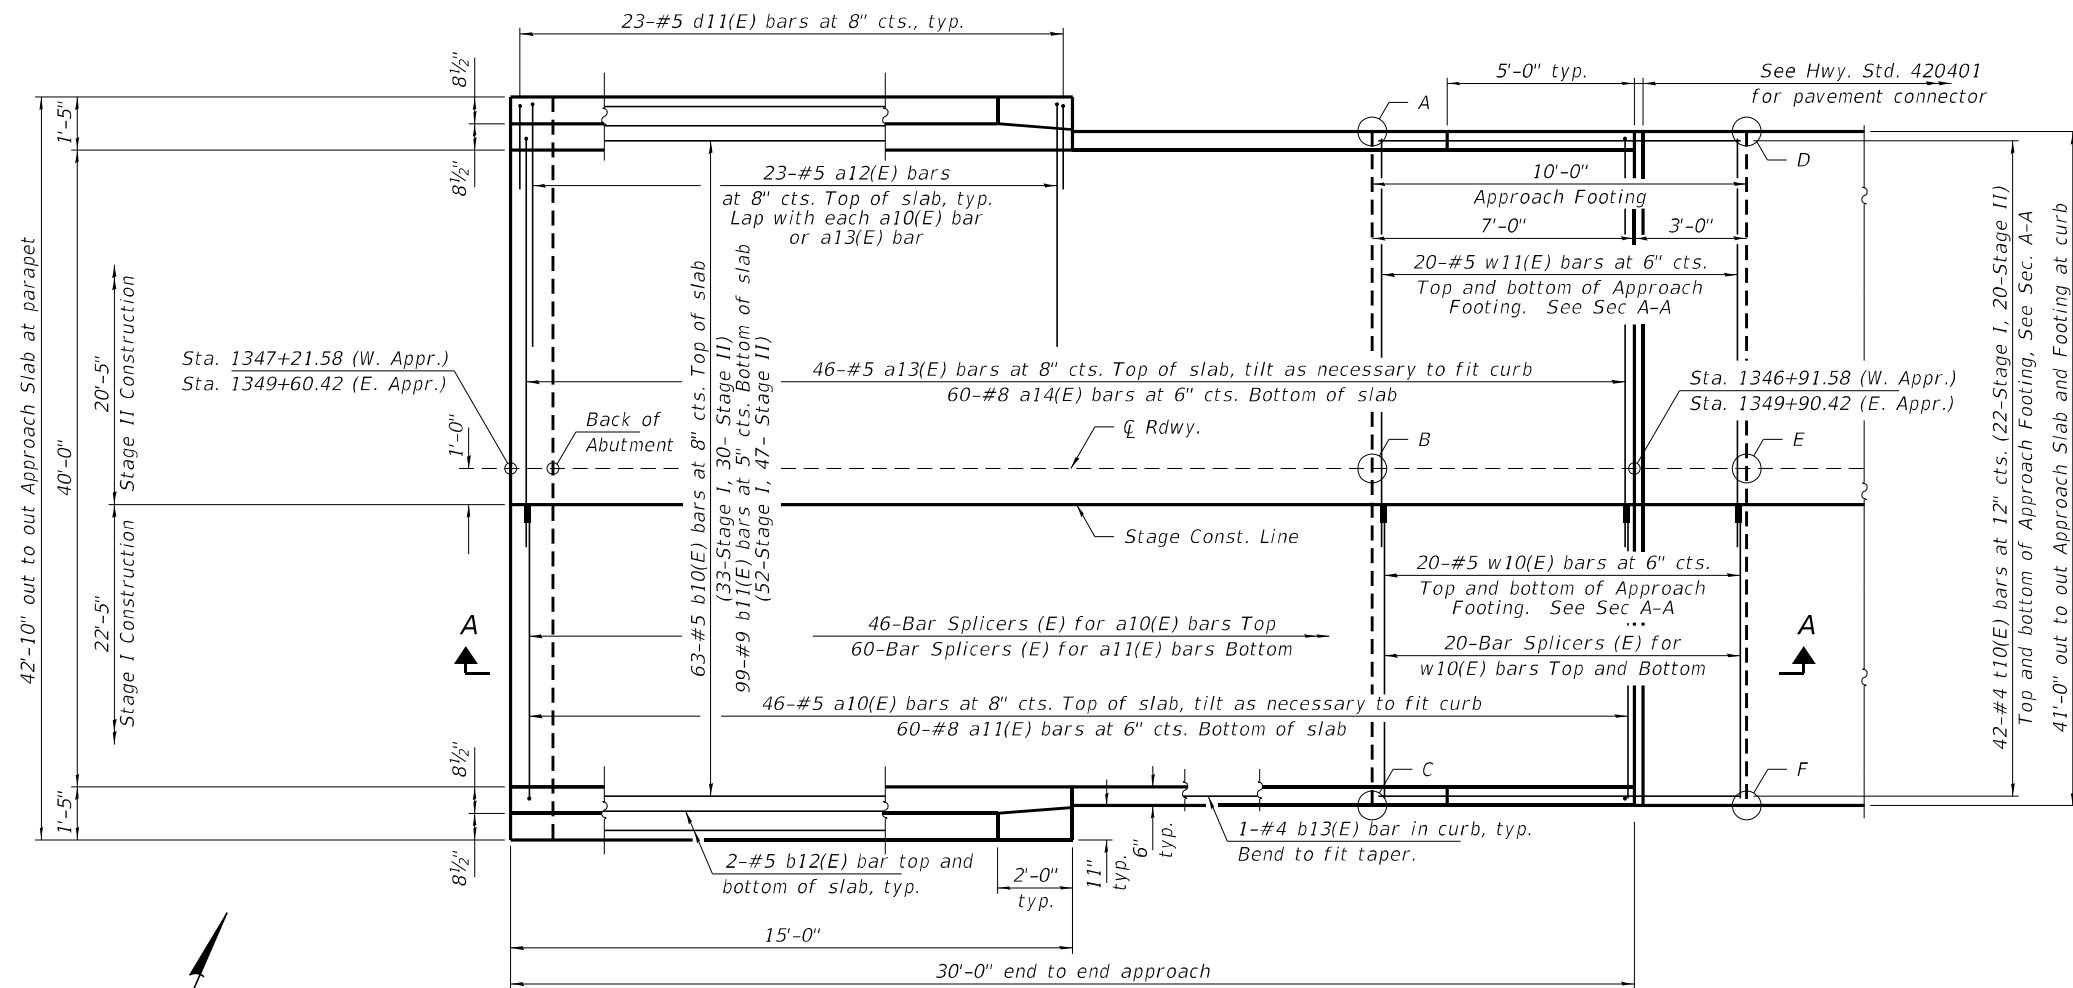 23-#5 d11(E) bars at 8" cts., typ.
8½"
1'-5"
8½"
5'-0" typ.
See Hwy. Std. 420401
for pavement connector
A
D
23-#5 a12(E) bars
at 8" cts. Top of slab, typ.
Lap with each a10(E) bar
or a13(E) bar
10'-0"
Approach Footing
7'-0"
3'-0"
20-#5 w11(E) bars at 6" cts.
Top and bottom of Approach
Footing. See Sec A-A
42'-10" out to out Approach Slab at parapet
40'-0"
20'-5"
Stage II Construction
22'-5"
Stage I Construction
Sta. 1347+21.58 (W. Appr.)
Sta. 1349+60.42 (E. Appr.)
1'-0"
Back of
Abutment
63-#5 b10(E) bars at 8" cts. Top of slab
(33-Stage I, 30- Stage II)
99-#9 b11(E) bars at 5" cts. Bottom of slab
(52-Stage I, 47- Stage II)
46-#5 a13(E) bars at 8" cts. Top of slab, tilt as necessary to fit curb
60-#8 a14(E) bars at 6" cts. Bottom of slab
℄ Rdwy.
B
E
Sta. 1346+91.58 (W. Appr.)
Sta. 1349+90.42 (E. Appr.)
Stage Const. Line
20-#5 w10(E) bars at 6" cts.
Top and bottom of Approach
Footing. See Sec A-A
46-Bar Splicers (E) for a10(E) bars Top
60-Bar Splicers (E) for a11(E) bars Bottom
20-Bar Splicers (E) for
w10(E) bars Top and Bottom
A
A
46-#5 a10(E) bars at 8" cts. Top of slab, tilt as necessary to fit curb
60-#8 a11(E) bars at 6" cts. Bottom of slab
42-#4 t10(E) bars at 12" cts. (22-Stage I, 20-Stage II)
Top and bottom of Approach Footing, See Sec. A-A
41'-0" out to out Approach Slab and Footing at curb
8½"
1'-5"
8½"
C
F
2-#5 b12(E) bar top and
bottom of slab, typ.
2'-0"
typ.
11"
typ.
6"
typ.
1-#4 b13(E) bar in curb, typ.
Bend to fit taper.
15'-0"
30'-0" end to end approach